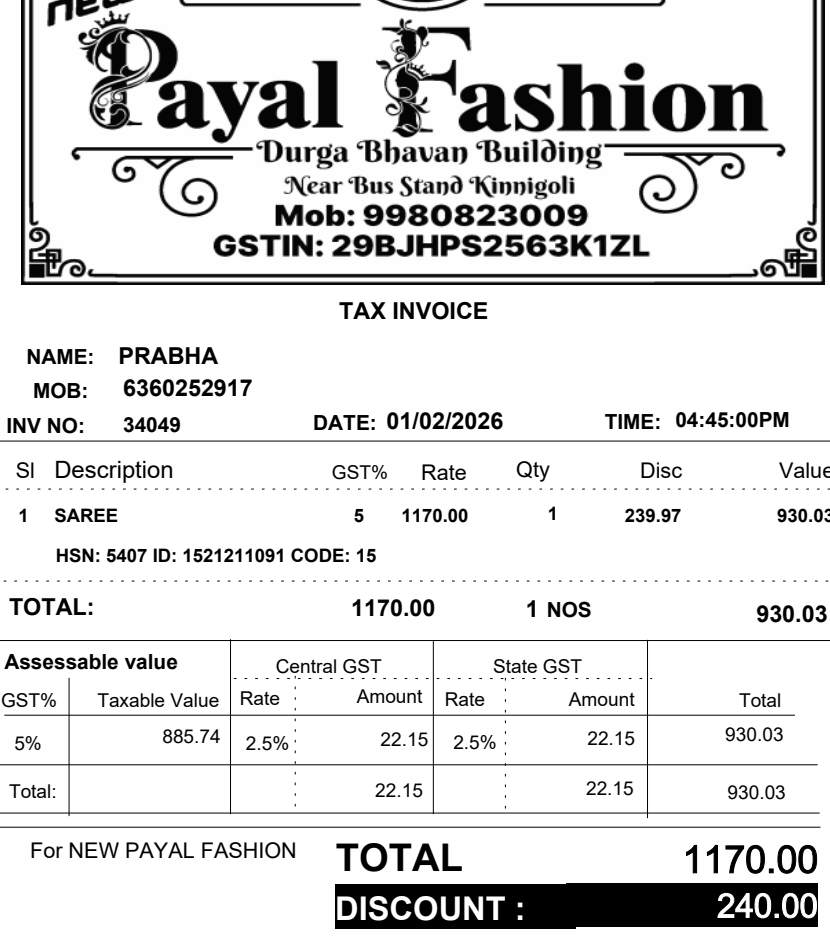 new
Payal Fashion
Durga Bhavan Building
Near Bus Stand Kinnigoli
Mob: 9980823009
GSTIN: 29BJHPS2563K1ZL
TAX INVOICE
NAME: PRABHA
MOB: 6360252917
INV NO: 34049 DATE: 01/02/2026 TIME: 04:45:00PM
Sl Description GST% Rate Qty Disc Value
1 SAREE 5 1170.00 1 239.97 930.03
HSN: 5407 ID: 1521211091 CODE: 15
TOTAL: 1170.00 1 NOS 930.03
Assessable value Central GST State GST
GST% Taxable Value Rate Amount Rate Amount Total
5% 885.74 2.5% 22.15 2.5% 22.15 930.03
Total: 22.15 22.15 930.03
For NEW PAYAL FASHION TOTAL 1170.00
DISCOUNT : 240.00